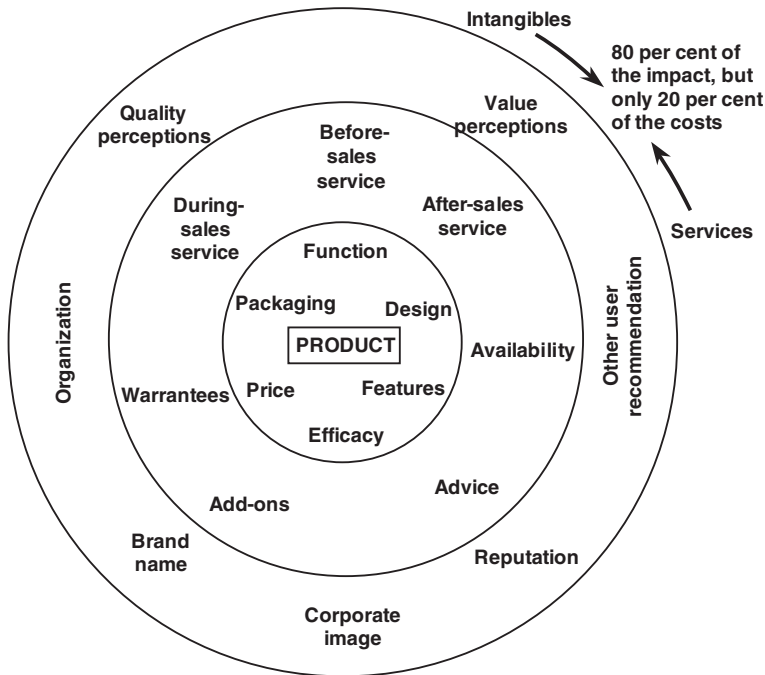 Intangibles
80 per cent of
the impact, but
only 20 per cent
of the costs
Quality
perceptions
Value
perceptions
Before-
sales
service
During-
sales
service
After-sales
service
Services
Function
Packaging
Design
PRODUCT
Organization
Other user
recommendation
Availability
Warrantees
Price
Features
Efficacy
Advice
Add-ons
Brand
name
Reputation
Corporate
image